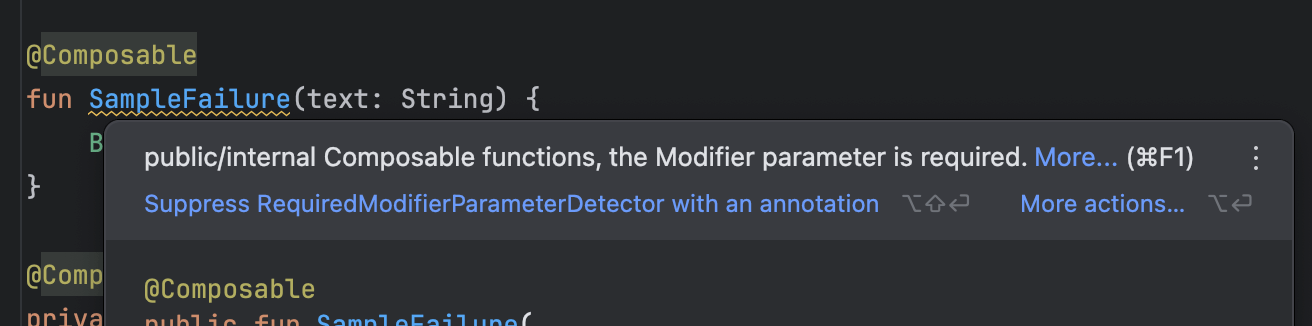 @Composable
fun SampleFailure(text: String) {
B
}
public/internal Composable functions, the Modifier parameter is required. More... (⌘F1)
Suppress RequiredModifierParameterDetector with an annotation ⌥⇧⏎ More actions... ⌥⏎
@Comp
priva
@Composable
public fun SampleFailure(